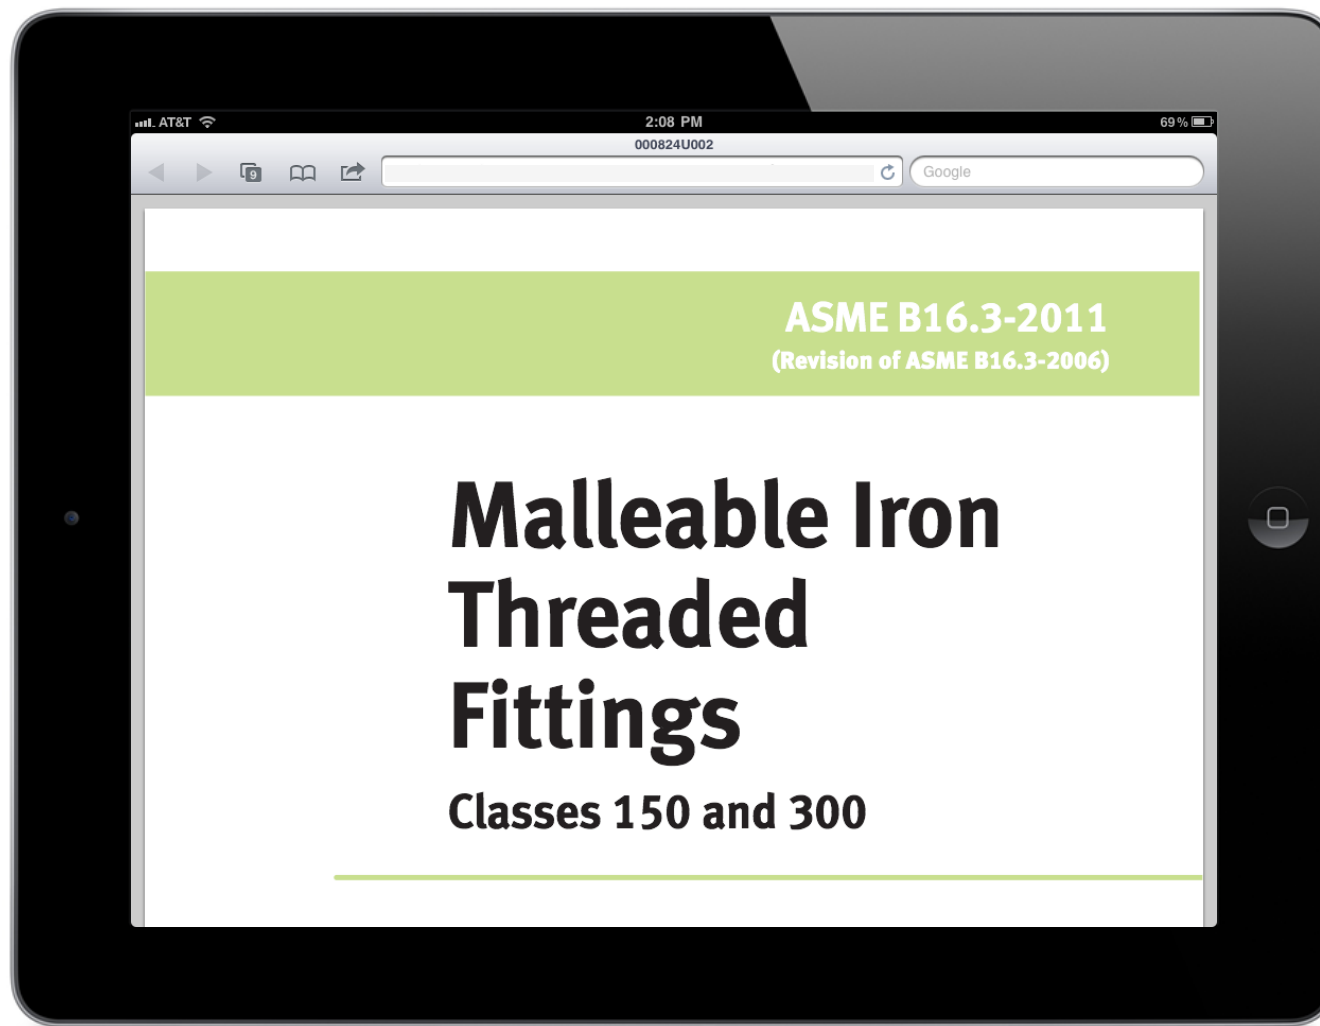 AT&T 2:08 PM 69%
000824U002
9 Google
ASME B16.3-2011
(Revision of ASME B16.3-2006)
Malleable Iron
Threaded
Fittings
Classes 150 and 300